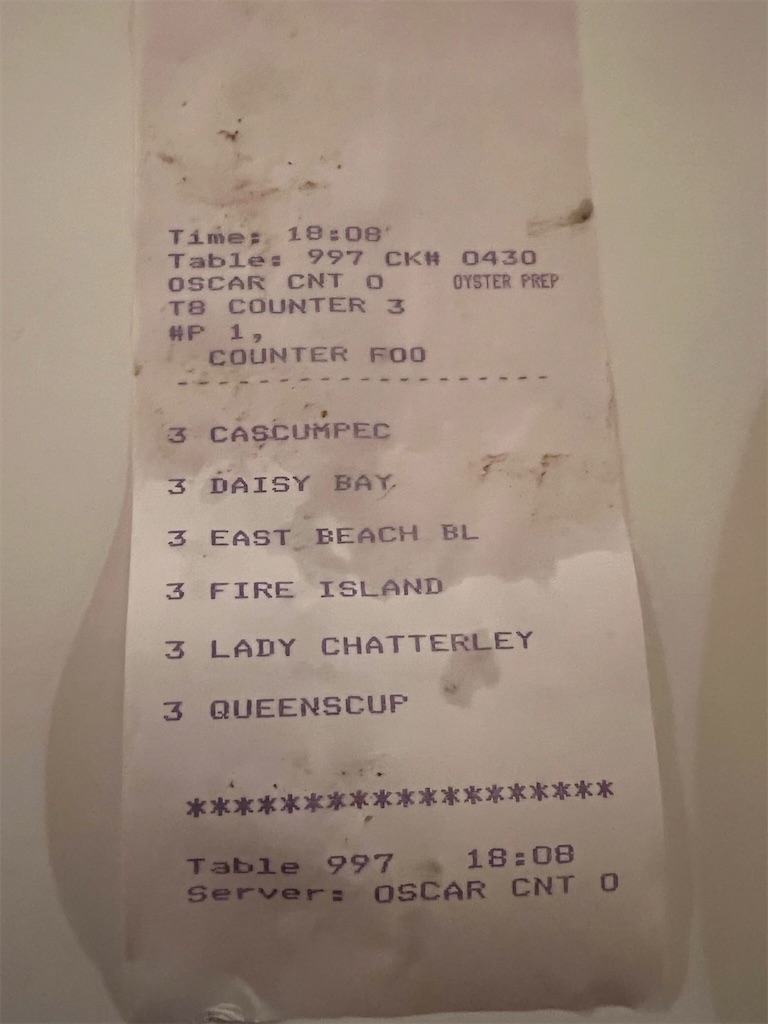 Time: 18:08
Table: 997 CK# 0430
OSCAR CNT O OYSTER PREP
T8 COUNTER 3
#P 1,
COUNTER FOO
-------------------
3 CASCUMPEC
3 DAISY BAY
3 EAST BEACH BL
3 FIRE ISLAND
3 LADY CHATTERLEY
3 QUEENSCUP
*******************
Table 997 18:08
Server: OSCAR CNT O